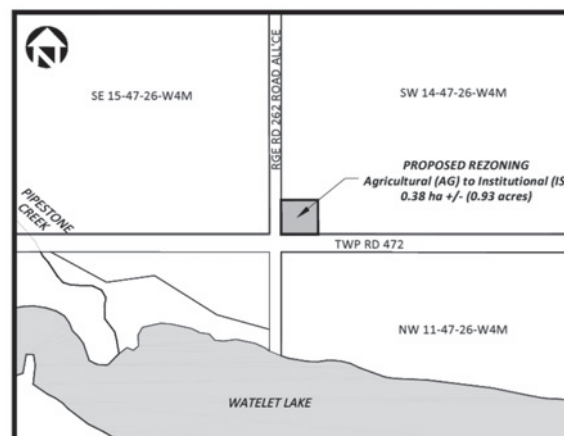 N
SE 15-47-26-W4M
RGE RD 262 ROAD ALL'CE
SW 14-47-26-W4M
PROPOSED REZONING
Agricultural (AG) to Institutional (IS
0.38 ha +/- (0.93 acres)
PIPESTONE
CREEK
TWP RD 472
NW 11-47-26-W4M
WATELET LAKE